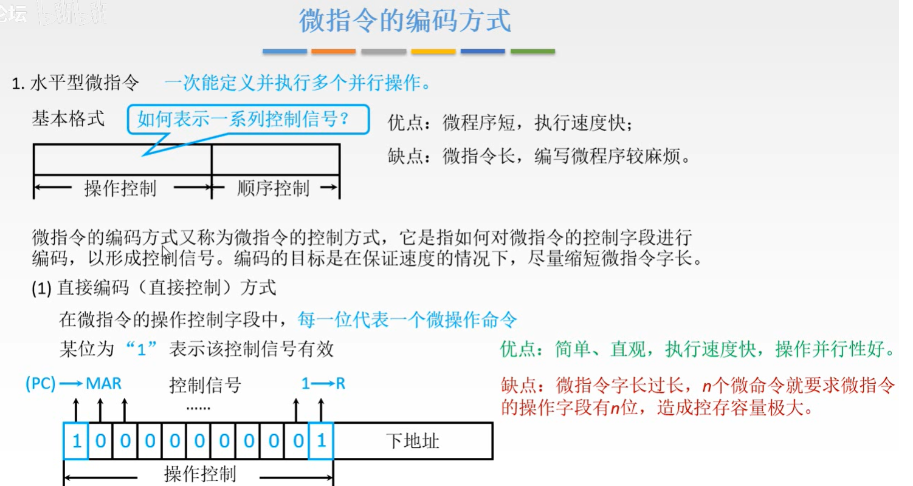 论坛
微指令的编码方式
1. 水平型微指令 一次能定义并执行多个并行操作。
基本格式 如何表示一系列控制信号？ 优点：微程序短，执行速度快；
缺点：微指令长，编写微程序较麻烦。
操作控制 顺序控制
微指令的编码方式又称为微指令的控制方式，它是指如何对微指令的控制字段进行
编码，以形成控制信号。编码的目标是在保证速度的情况下，尽量缩短微指令字长。
(1) 直接编码（直接控制）方式
在微指令的操作控制字段中，每一位代表一个微操作命令
某位为“1”表示该控制信号有效 优点：简单、直观，执行速度快，操作并行性好。
(PC)→MAR 控制信号 1→R 缺点：微指令字长过长，n个微命令就要求微指令
的操作字段有n位，造成控存容量极大。
……
1 0 0 0 0 0 0 0 0 0 1 下地址
操作控制